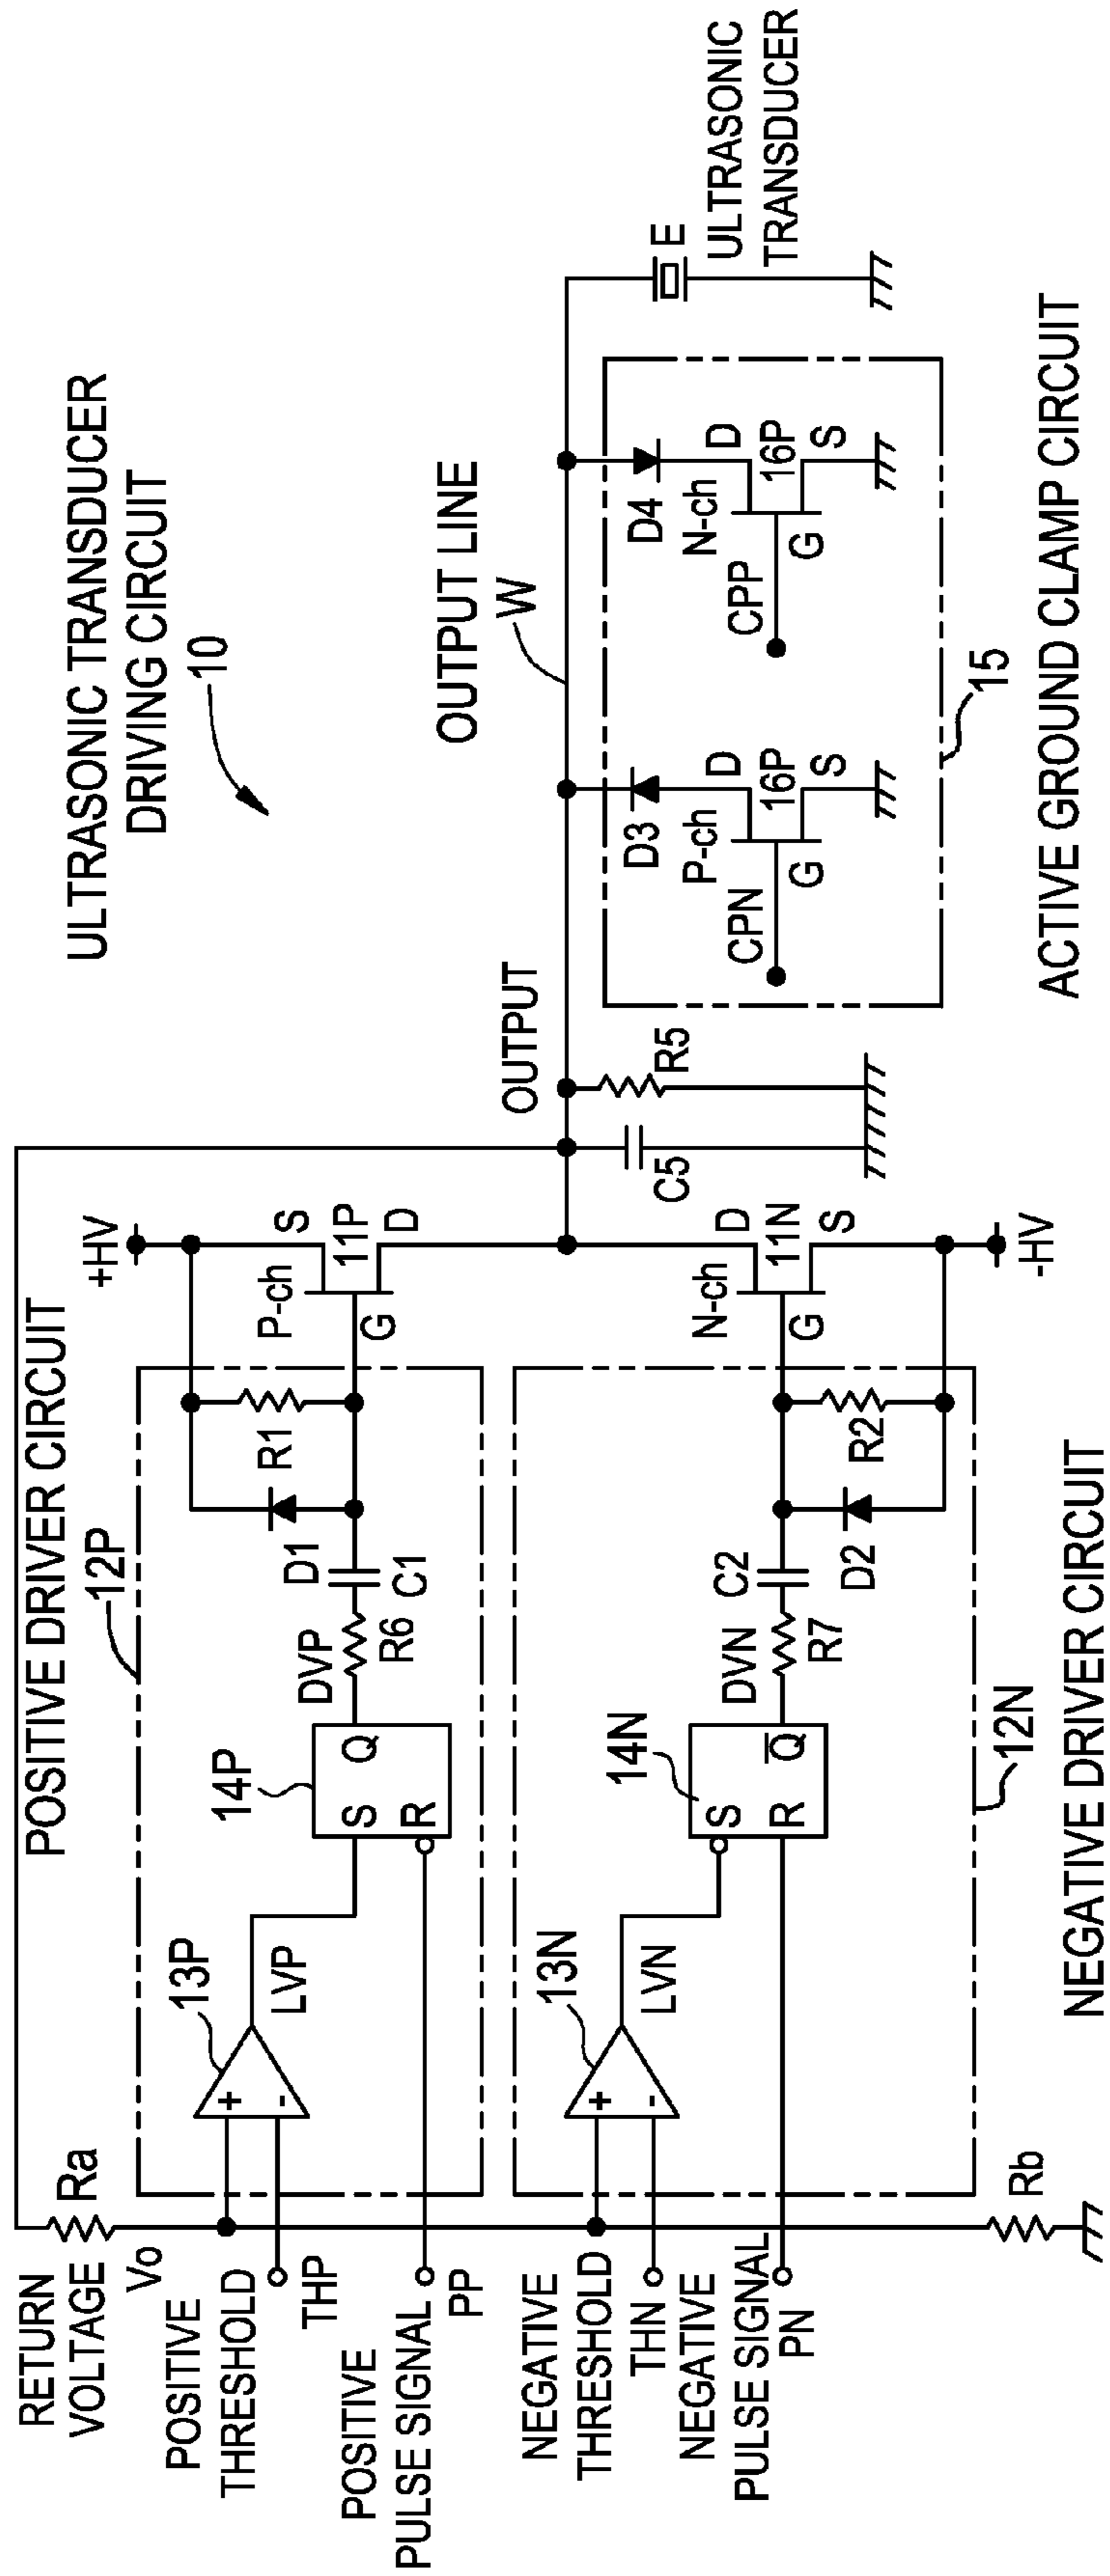 ULTRASONIC TRANSDUCER
DRIVING CIRCUIT
10
RETURN
VOLTAGE
Vo
Ra
POSITIVE DRIVER CIRCUIT
12P
+HV
POSITIVE
THRESHOLD
THP
13P
+
-
LVP
14P
S
Q
R
DVP
R6
C1
D1
R1
P-ch
S
11P
D
G
POSITIVE
PULSE SIGNAL
PP
OUTPUT
OUTPUT LINE
W
NEGATIVE
THRESHOLD
THN
13N
+
-
LVN
14N
S
Q
R
DVN
R7
C2
D2
R2
N-ch
D
11N
S
G
-HV
NEGATIVE
PULSE SIGNAL
PN
Rb
12N
NEGATIVE DRIVER CIRCUIT
C5
R5
D3
P-ch
D
16P
S
G
CPN
D4
N-ch
D
16P
S
G
CPP
15
ACTIVE GROUND CLAMP CIRCUIT
E
ULTRASONIC
TRANSDUCER